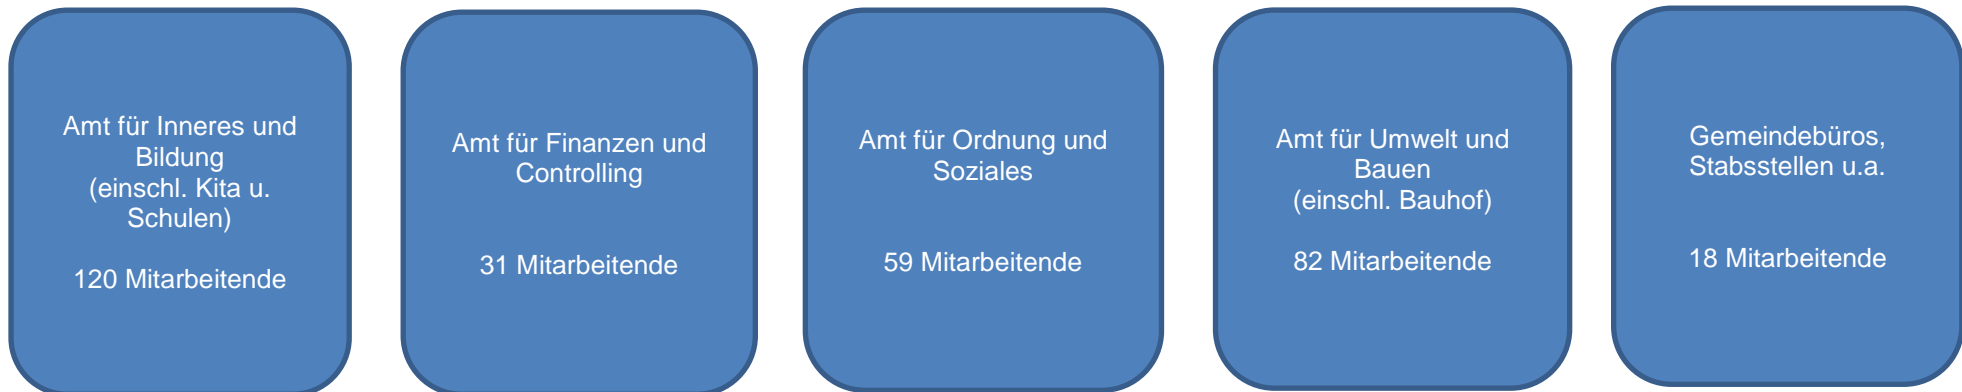 Amt für Inneres und
Bildung
(einschl. Kita u.
Schulen)
120 Mitarbeitende
Amt für Finanzen und
Controlling
31 Mitarbeitende
Amt für Ordnung und
Soziales
59 Mitarbeitende
Amt für Umwelt und
Bauen
(einschl. Bauhof)
82 Mitarbeitende
Gemeindebüros,
Stabsstellen u.a.
18 Mitarbeitende